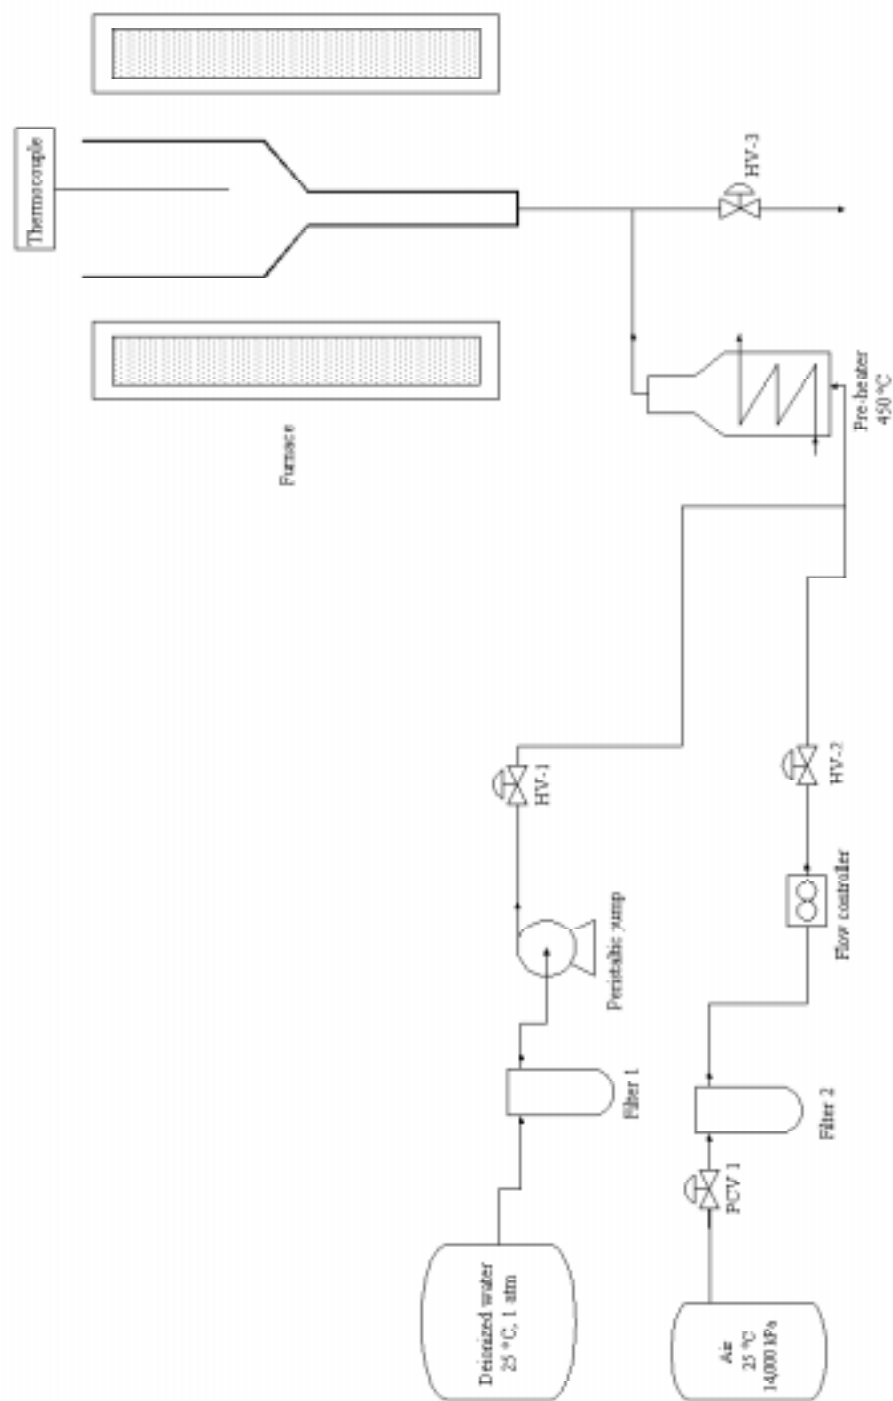 Thermocouple
Furnace
HV-3
Pre-heater
450 °C
HV-1
HV-2
Peristaltic pump
Flow controller
Filter 1
Filter 2
PCV 1
Deionized water
25 °C, 1 atm
Air
25 °C
14,000 kPa